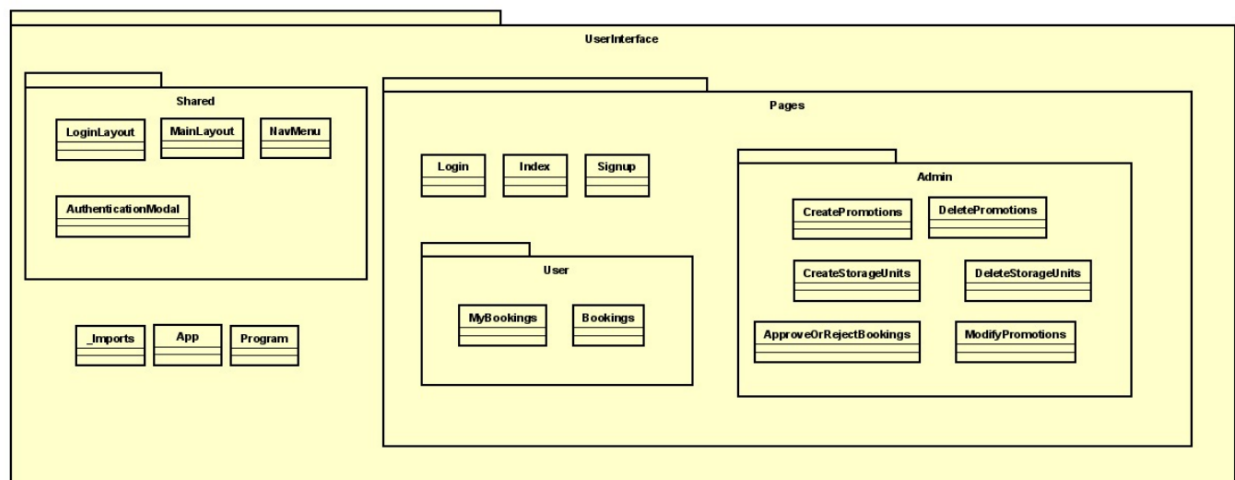 UserInterface
Shared
LoginLayout
MainLayout
NavMenu
AuthenticationModal
_Imports
App
Program
Pages
Login
Index
Signup
User
MyBookings
Bookings
Admin
CreatePromotions
DeletePromotions
CreateStorageUnits
DeleteStorageUnits
ApproveOrRejectBookings
ModifyPromotions